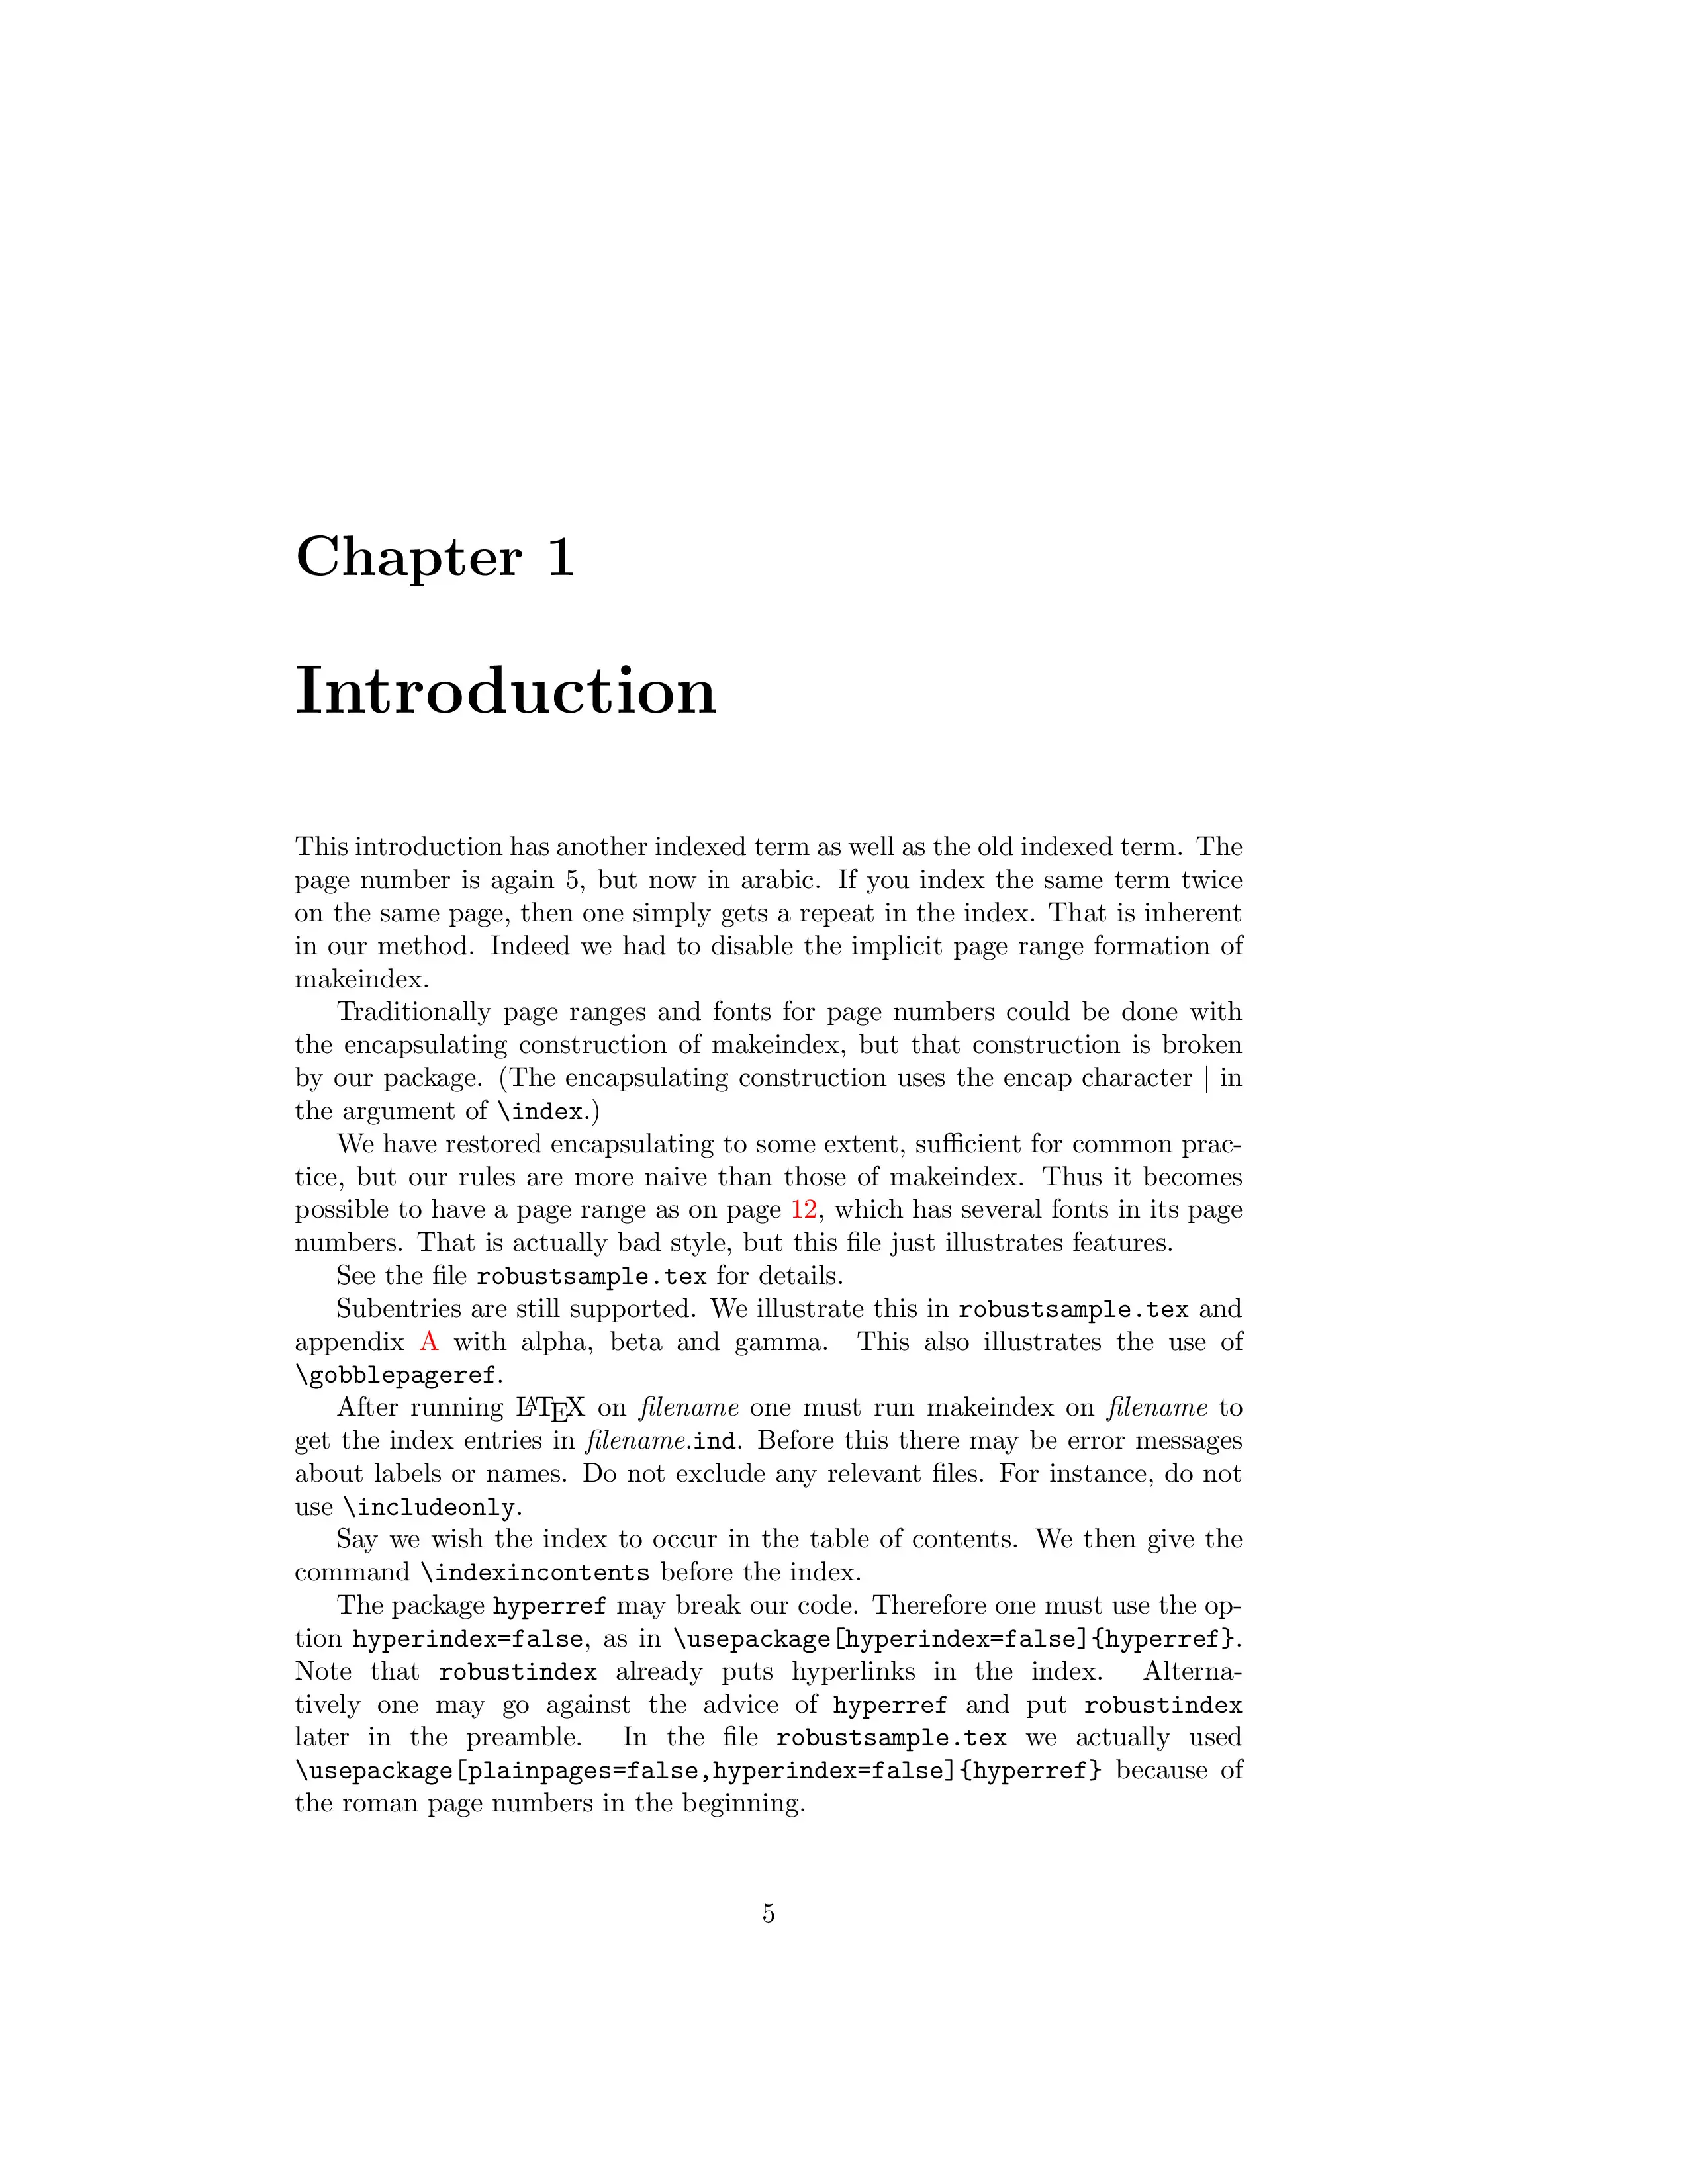 Chapter 1
Introduction
This introduction has another indexed term as well as the old indexed term. The
page number is again 5, but now in arabic. If you index the same term twice
on the same page, then one simply gets a repeat in the index. That is inherent
in our method. Indeed we had to disable the implicit page range formation of
makeindex.
Traditionally page ranges and fonts for page numbers could be done with
the encapsulating construction of makeindex, but that construction is broken
by our package. (The encapsulating construction uses the encap character | in
the argument of \index.)
We have restored encapsulating to some extent, sufficient for common prac-
tice, but our rules are more naive than those of makeindex. Thus it becomes
possible to have a page range as on page 12, which has several fonts in its page
numbers. That is actually bad style, but this file just illustrates features.
See the file robustsample.tex for details.
Subentries are still supported. We illustrate this in robustsample.tex and
appendix A with alpha, beta and gamma. This also illustrates the use of
\gobblepageref.
After running LATEX on filename one must run makeindex on filename to
get the index entries in filename.ind. Before this there may be error messages
about labels or names. Do not exclude any relevant files. For instance, do not
use \includeonly.
Say we wish the index to occur in the table of contents. We then give the
command \indexincontents before the index.
The package hyperref may break our code. Therefore one must use the op-
tion hyperindex=false, as in \usepackage[hyperindex=false]{hyperref}.
Note that robustindex already puts hyperlinks in the index. Alterna-
tively one may go against the advice of hyperref and put robustindex
later in the preamble. In the file robustsample.tex we actually used
\usepackage[plainpages=false,hyperindex=false]{hyperref} because of
the roman page numbers in the beginning.
5